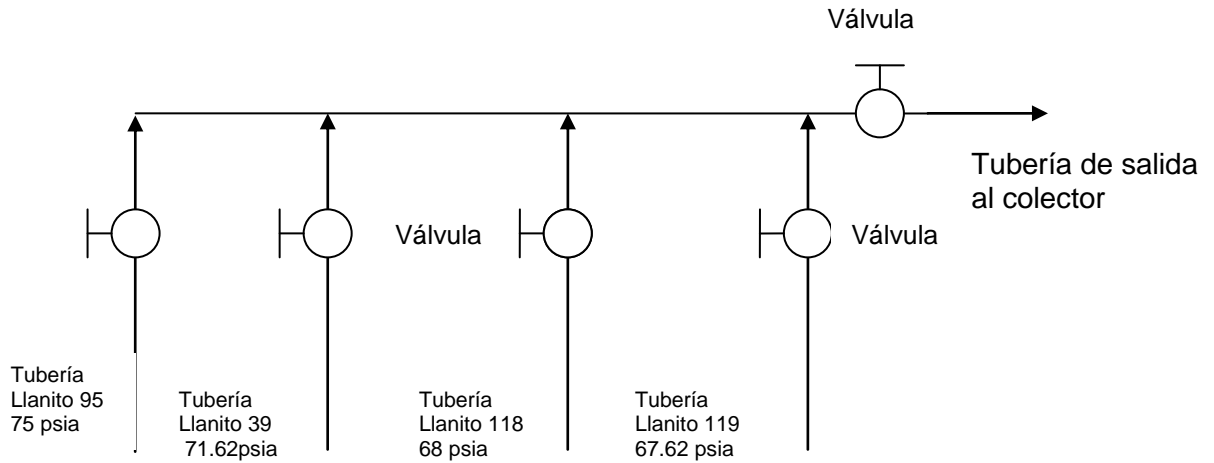 Válvula
Tubería de salida
al colector
Válvula
Válvula
Tubería
Llanito 95
75 psia
Tubería
Llanito 39
71.62psia
Tubería
Llanito 118
68 psia
Tubería
Llanito 119
67.62 psia